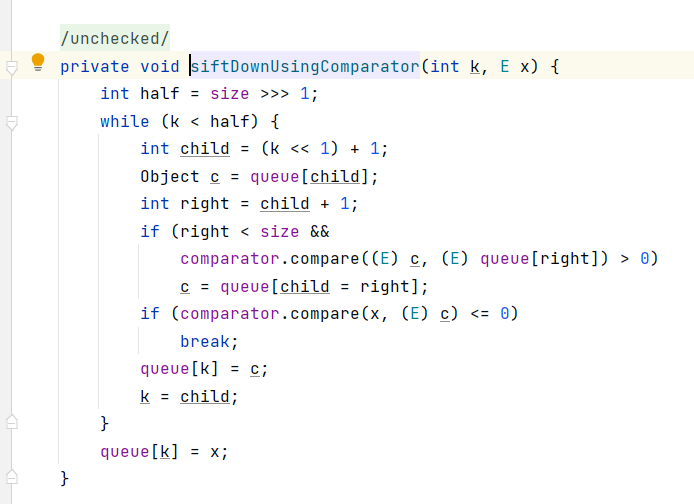 /unchecked/
private void siftDownUsingComparator(int k, E x) {
int half = size >>> 1;
while (k < half) {
int child = (k << 1) + 1;
Object c = queue[child];
int right = child + 1;
if (right < size &&
comparator.compare((E) c, (E) queue[right]) > 0)
c = queue[child = right];
if (comparator.compare(x, (E) c) <= 0)
break;
queue[k] = c;
k = child;
}
queue[k] = x;
}